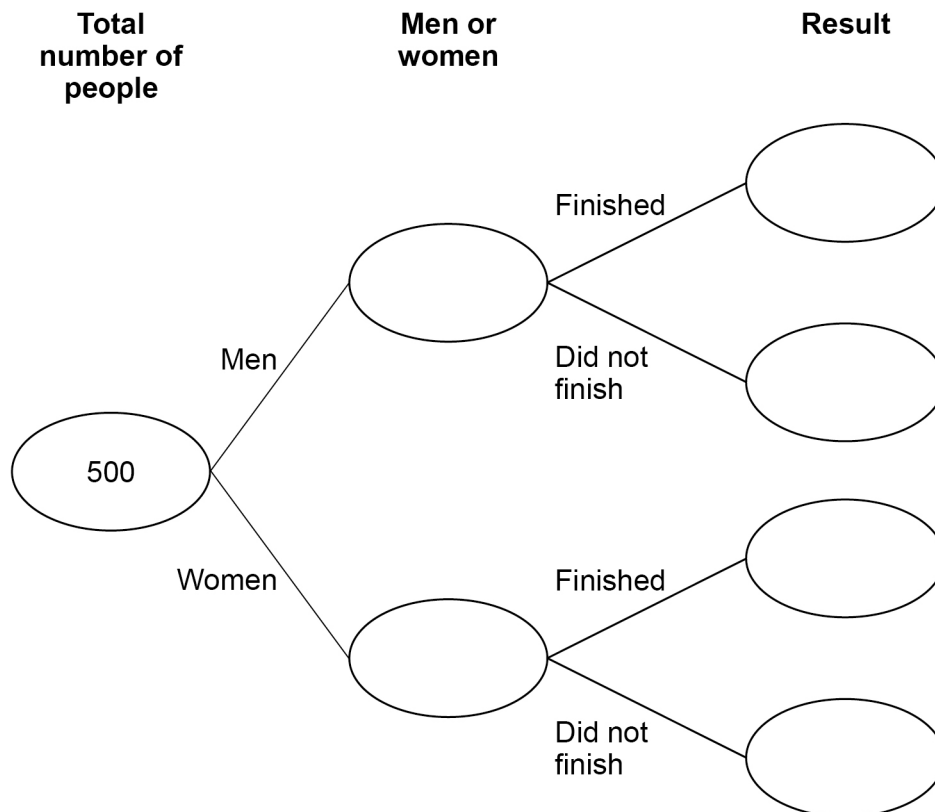 Total
number of
people
Men or
women
Result
Finished
Men
Did not
finish
500
Women
Finished
Did not
finish